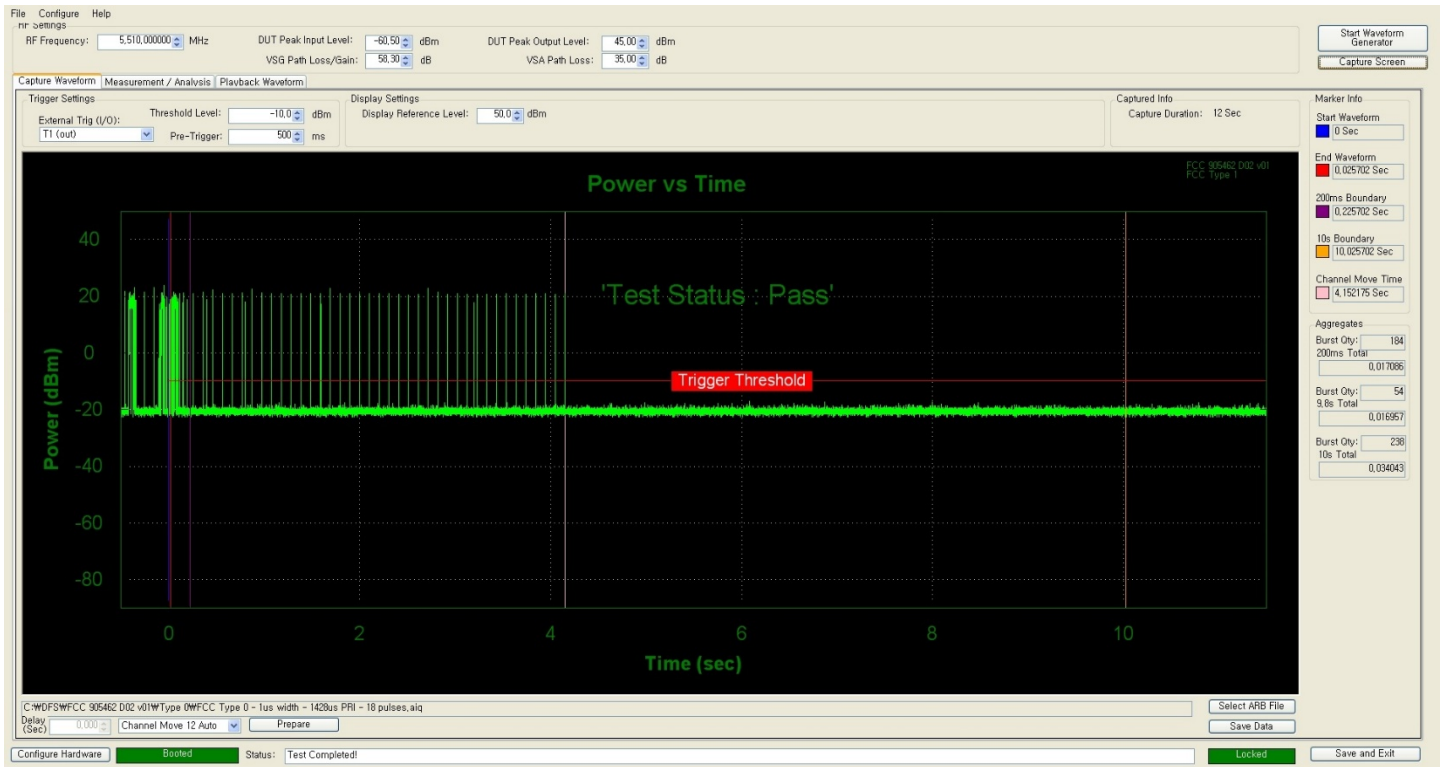 File Configure Help
RF Settings
RF Frequency: 5,510,000000 MHz DUT Peak Input Level: -60,50 dBm DUT Peak Output Level: 45,00 dBm
VSG Path Loss/Gain: 58,30 dB VSA Path Loss: 35,00 dB
Start Waveform
Generator
Capture Screen
Capture Waveform Measurement / Analysis Playback Waveform
Trigger Settings
External Trig (I/O):
T1 (out)
Threshold Level: -10,0 dBm
Pre-Trigger: 500 ms
Display Settings
Display Reference Level: 50,0 dBm
Captured Info
Capture Duration: 12 Sec
Marker Info
Start Waveform
0 Sec
End Waveform
0,025702 Sec
200ms Boundary
0,225702 Sec
10s Boundary
10,025702 Sec
Channel Move Time
4,152175 Sec
Aggregates
Burst Qty: 184
200ms Total
0,017086
Burst Qty: 54
9,8s Total
0,016957
Burst Qty: 238
10s Total
0,034043
FCC 905462 D02 v01
FCC Type 1
Power vs Time
'Test Status : Pass'
Trigger Threshold
Power (dBm)
40
20
0
-20
-40
-60
-80
0 2 4 6 8 10
Time (sec)
C:₩DFS₩FCC 905462 D02 v01₩Type 0₩FCC Type 0 - 1us width - 1428us PRI - 18 pulses,aiq
Select ARB File
Delay
(Sec) 0,000 Channel Move 12 Auto Prepare
Save Data
Configure Hardware Booted Status: Test Completed! Locked Save and Exit